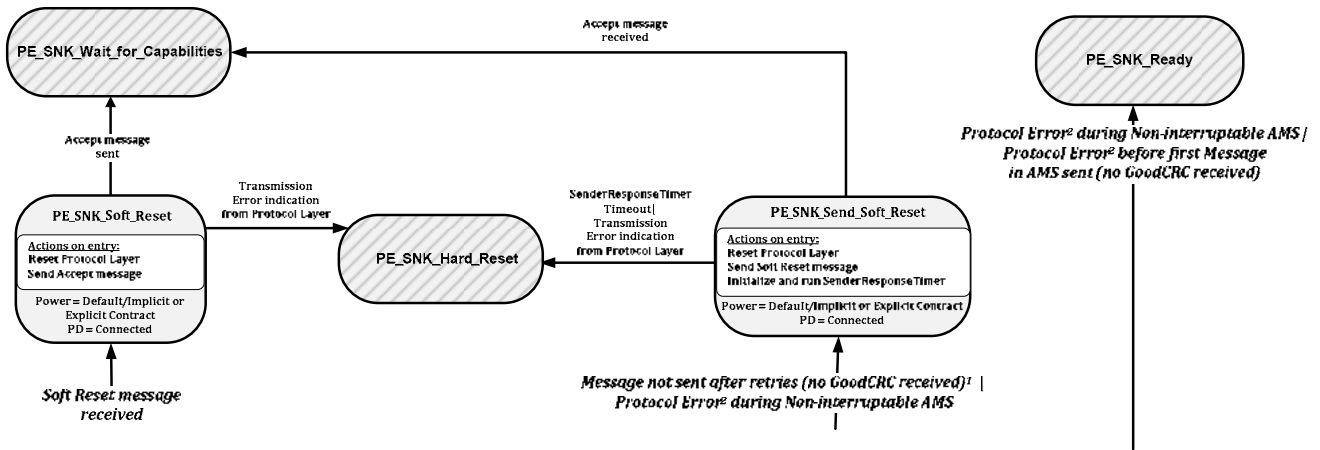 Accept message
received
PE_SNK_Wait_for_Capabilities
PE_SNK_Ready
Accept message
sent
Protocol Error² during Non-interruptable AMS |
Protocol Error² before first Message
in AMS sent (no GoodCRC received)
Transmission
Error indication
from Protocol Layer
SenderResponseTimer
Timeout|
Transmission
Error indication
from Protocol Layer
PE_SNK_Soft_Reset
Actions on entry:
Reset Protocol Layer
Send Accept message
Power = Default/Implicit or
Explicit Contract
PD = Connected
PE_SNK_Hard_Reset
PE_SNK_Send_Soft_Reset
Actions on entry:
Reset Protocol Layer
Send Soft Reset message
Initialize and run SenderResponseTimer
Power = Default/Implicit or Explicit Contract
PD = Connected
Soft Reset message
received
Message not sent after retries (no GoodCRC received)¹ |
Protocol Error² during Non-interruptable AMS